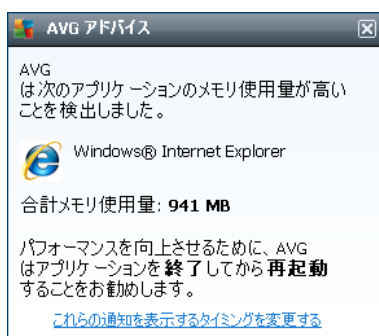 AVG アドバイス
AVG
は次のアプリケーションのメモリ使用量が高い
ことを検出しました。
Windows® Internet Explorer
合計メモリ使用量: 941 MB
パフォーマンスを向上させるために、AVG
はアプリケーションを終了してから再起動
することをお勧めします。
これらの通知を表示するタイミングを変更する